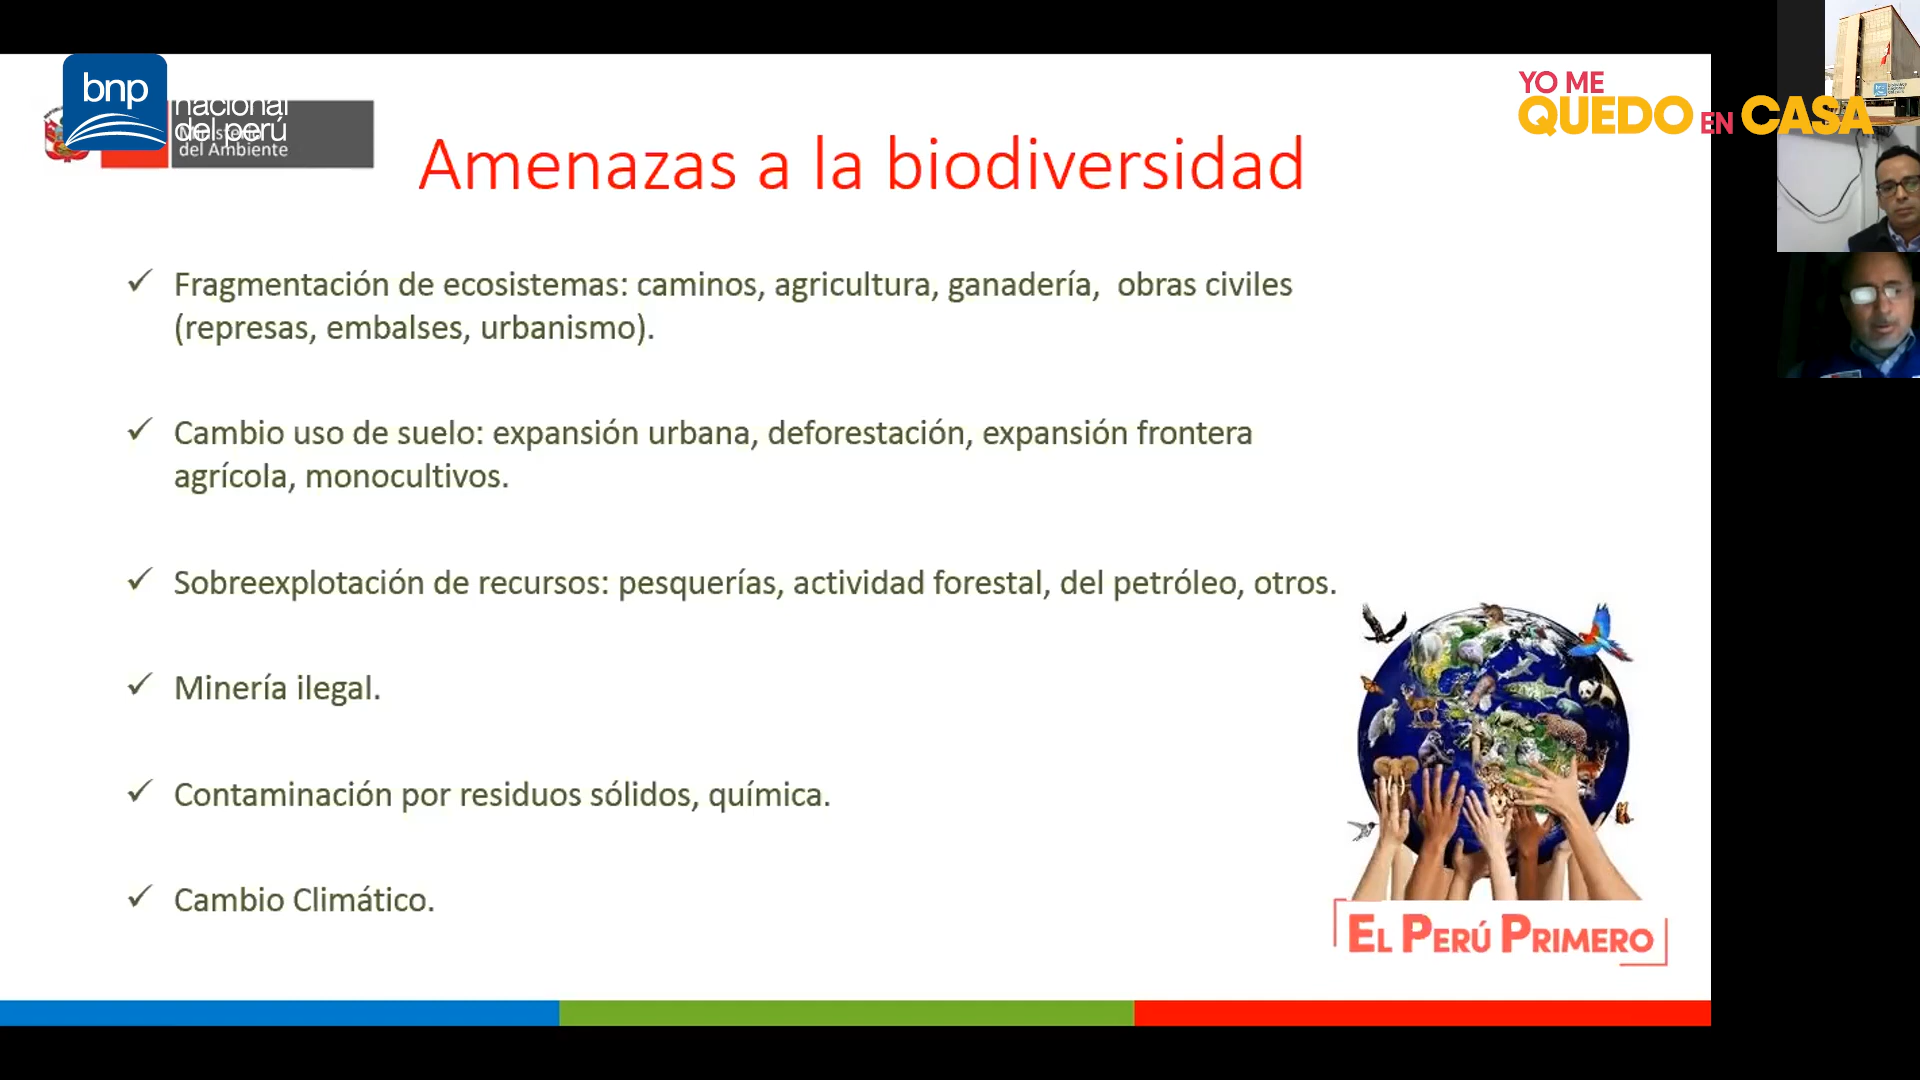 bnp
nacional
del perú
del Ambiente
YO ME
QUEDO EN CASA
Amenazas a la biodiversidad
✓ Fragmentación de ecosistemas: caminos, agricultura, ganadería, obras civiles
(represas, embalses, urbanismo).
✓ Cambio uso de suelo: expansión urbana, deforestación, expansión frontera
agrícola, monocultivos.
✓ Sobreexplotación de recursos: pesquerías, actividad forestal, del petróleo, otros.
✓ Minería ilegal.
✓ Contaminación por residuos sólidos, química.
✓ Cambio Climático.
EL PERÚ PRIMERO